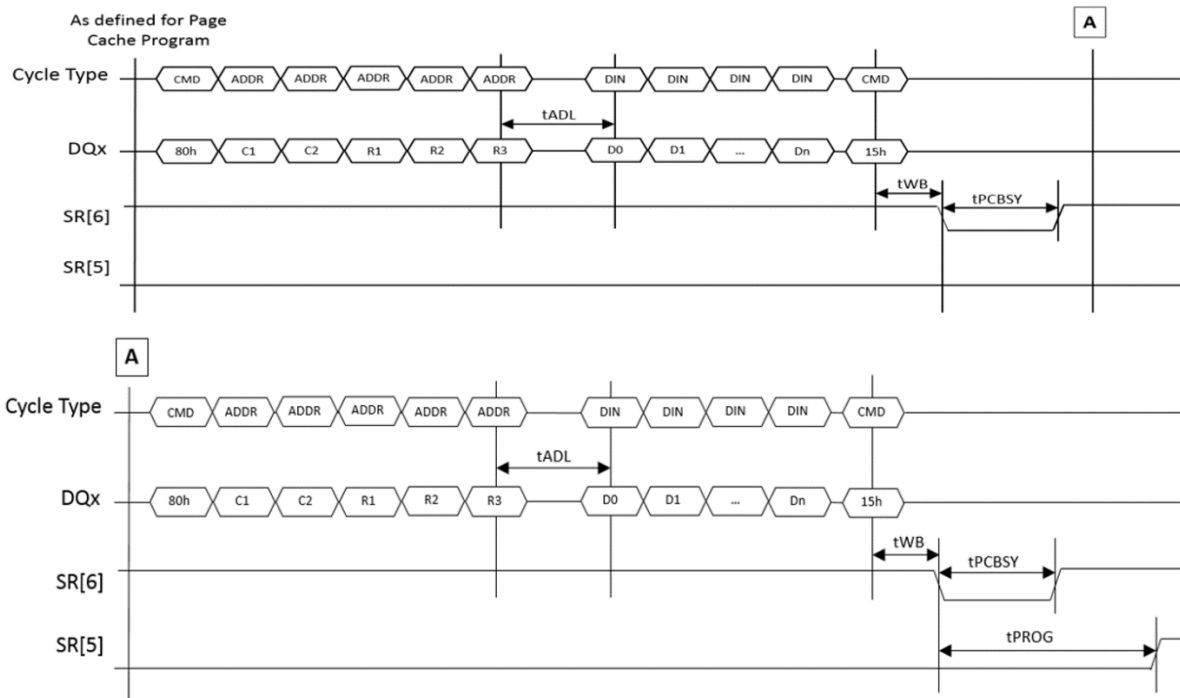 As defined for Page
Cache Program
A
Cycle Type CMD ADDR ADDR ADDR ADDR ADDR DIN DIN DIN DIN CMD
tADL
DQx 80h C1 C2 R1 R2 R3 D0 D1 ... Dn 15h
tWB
tPCBSY
SR[6]
SR[5]
A
Cycle Type CMD ADDR ADDR ADDR ADDR ADDR DIN DIN DIN DIN CMD
tADL
DQx 80h C1 C2 R1 R2 R3 D0 D1 ... Dn 15h
tWB
tPCBSY
SR[6]
tPROG
SR[5]